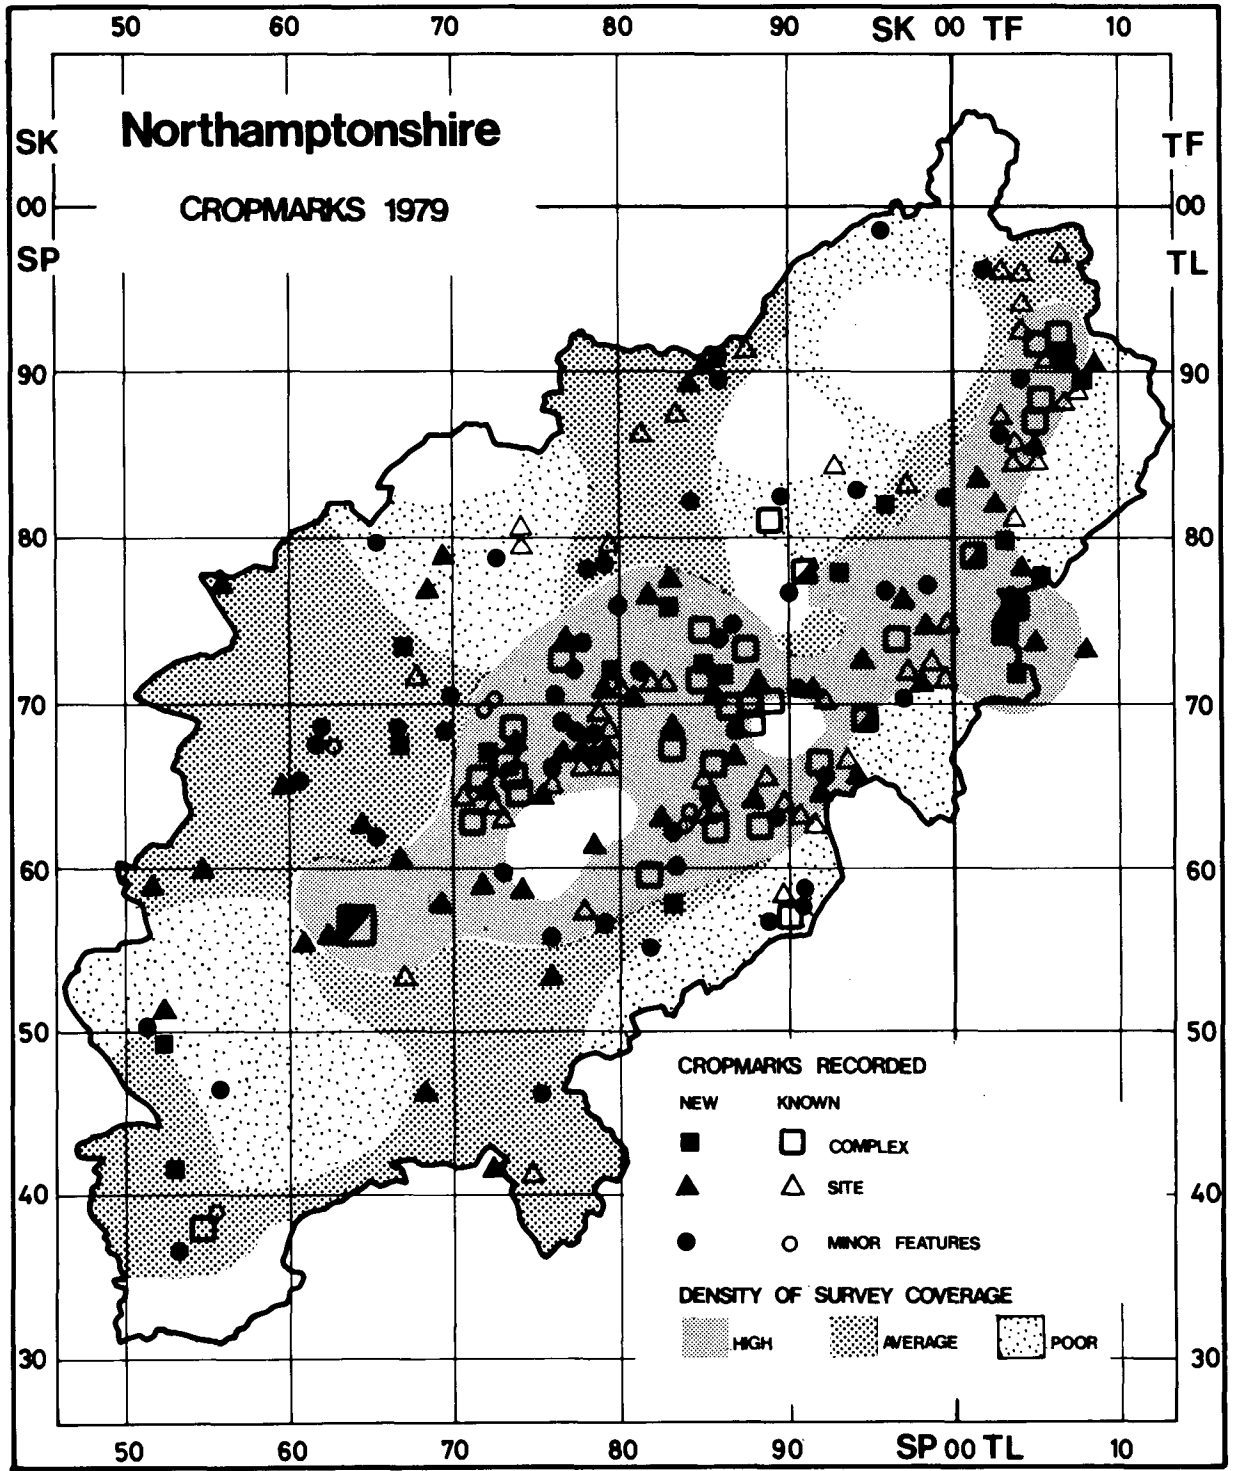 50 60 70 80 90 SK 00 TF 10
Northamptonshire
SK TF
CROPMARKS 1979
00 00
SP TL
90 90
80 80
70 70
60 60
50 50
CROPMARKS RECORDED
NEW KNOWN
COMPLEX
SITE
40 40
MINOR FEATURES
DENSITY OF SURVEY COVERAGE
HIGH AVERAGE POOR
30 30
50 60 70 80 90 SP 00 TL 10